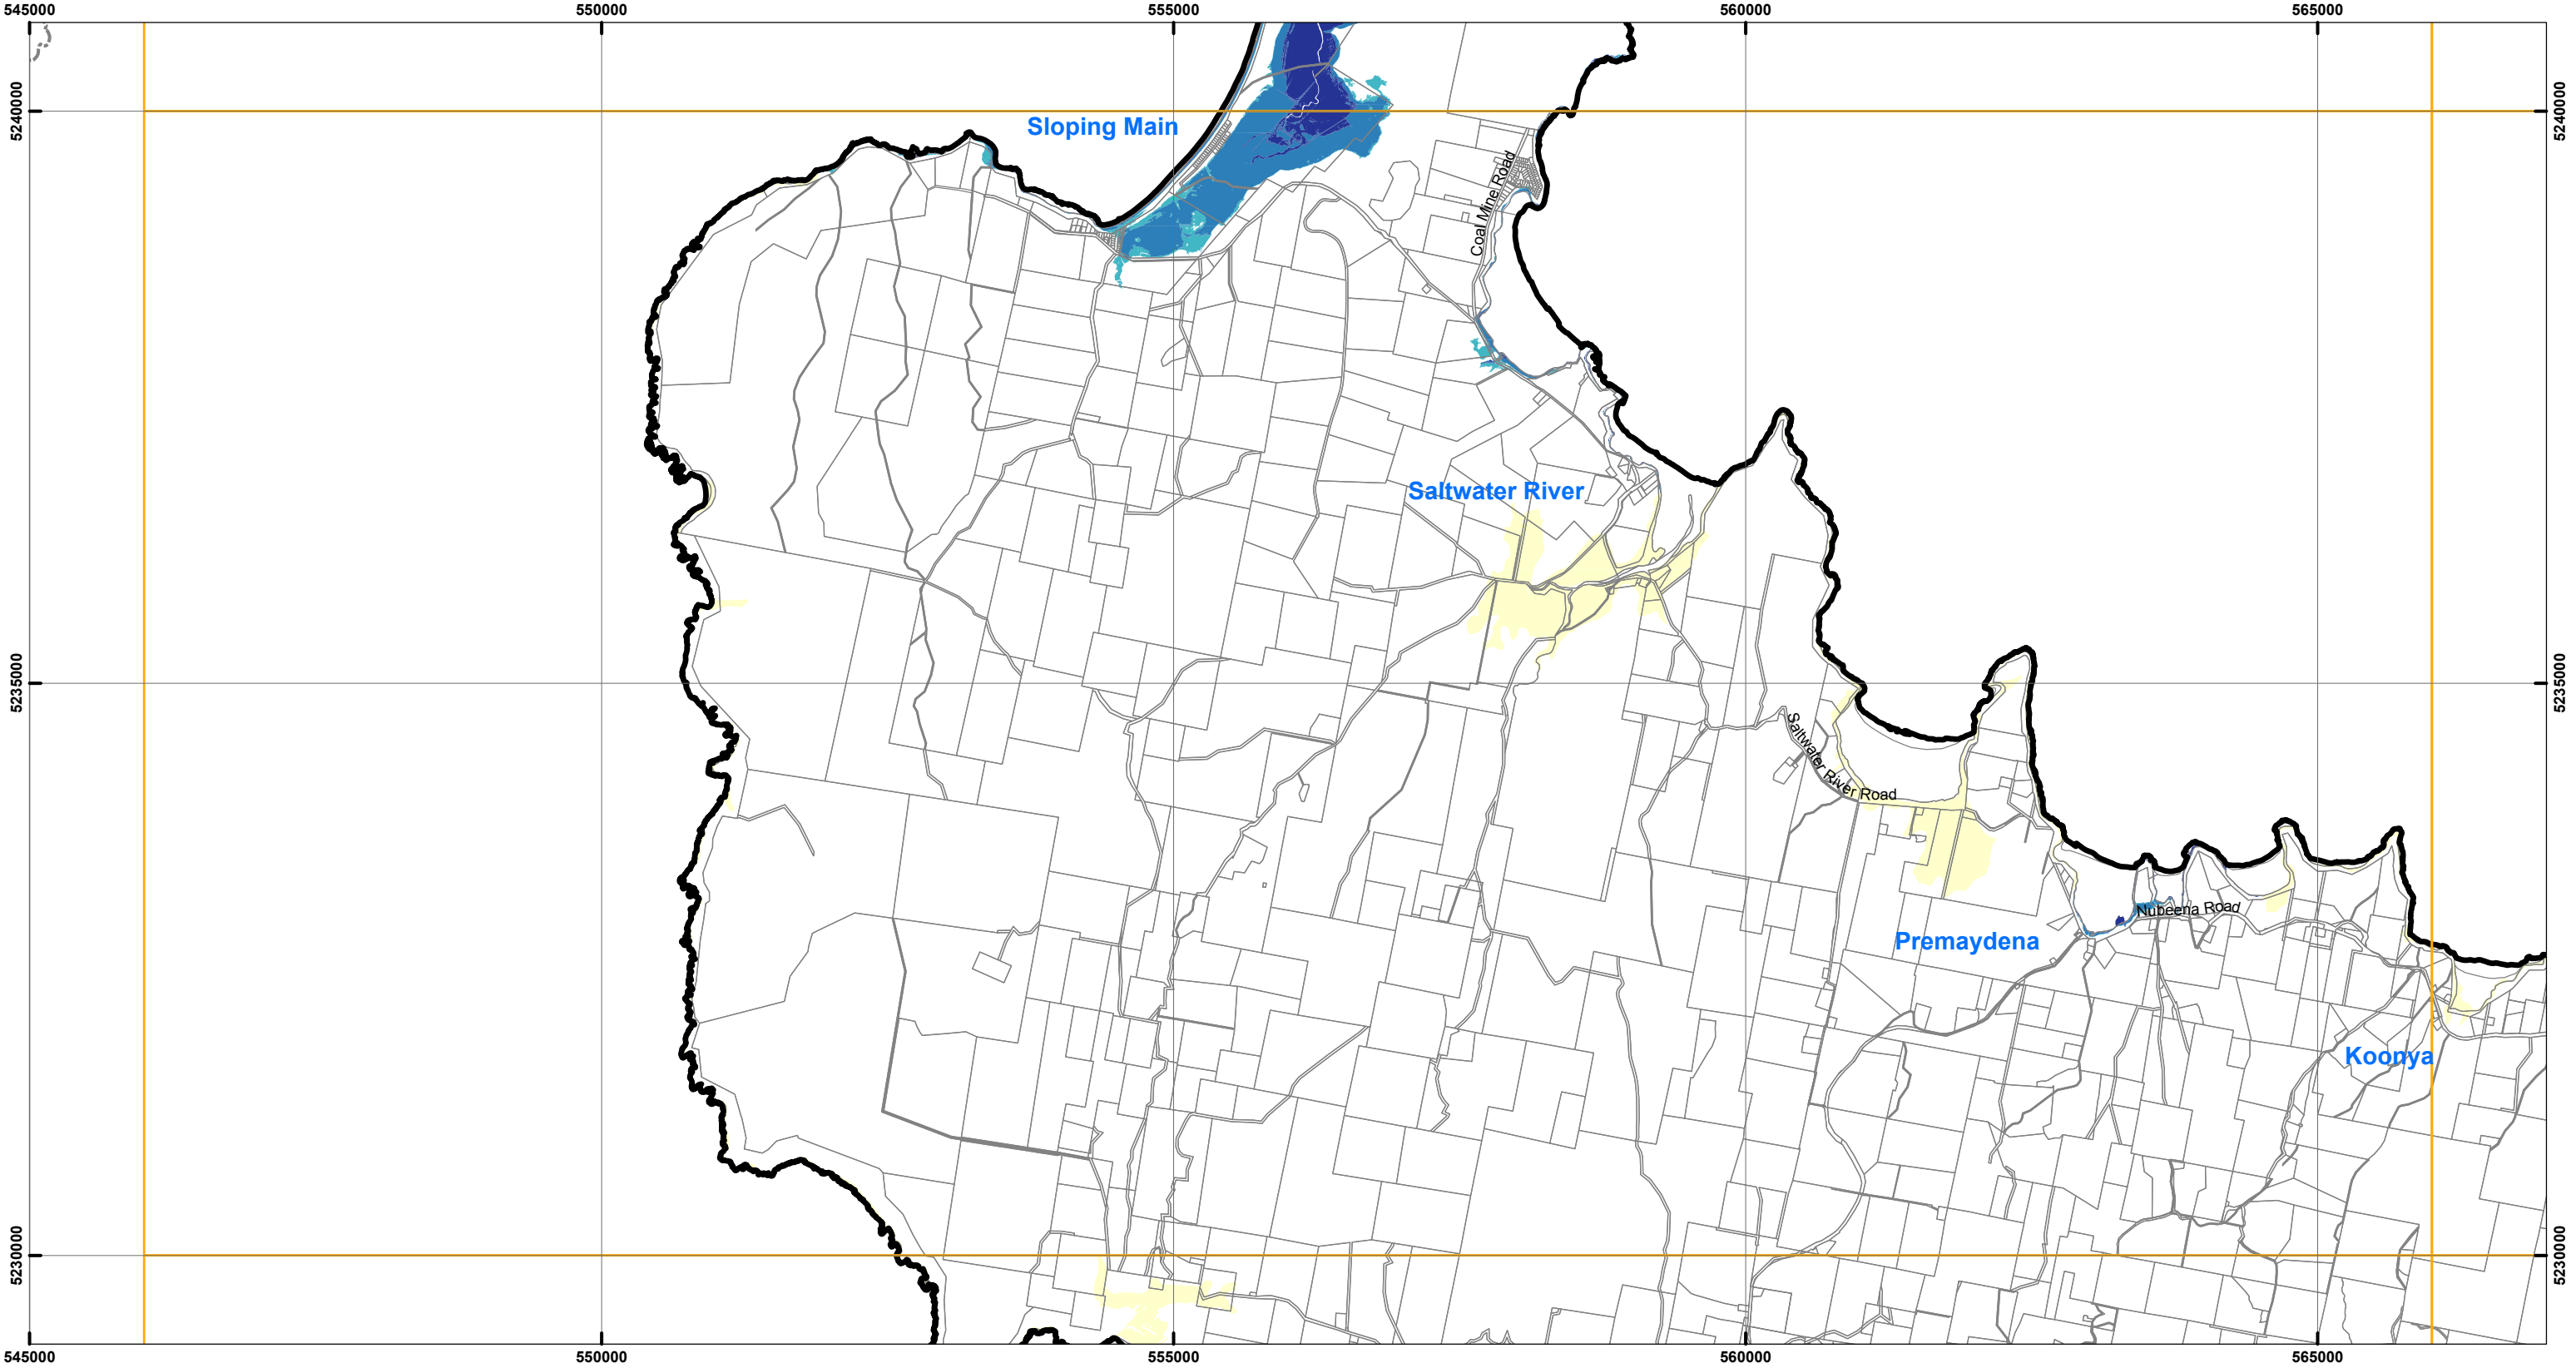 545000 550000 555000 560000 565000
5240000 5240000
Sloping Main
Coal Mine Road
Saltwater River
5235000 5235000
Saltwater River Road
Nubeena Road
Premaydena
Koonya
5230000 5230000
545000 550000 555000 560000 565000